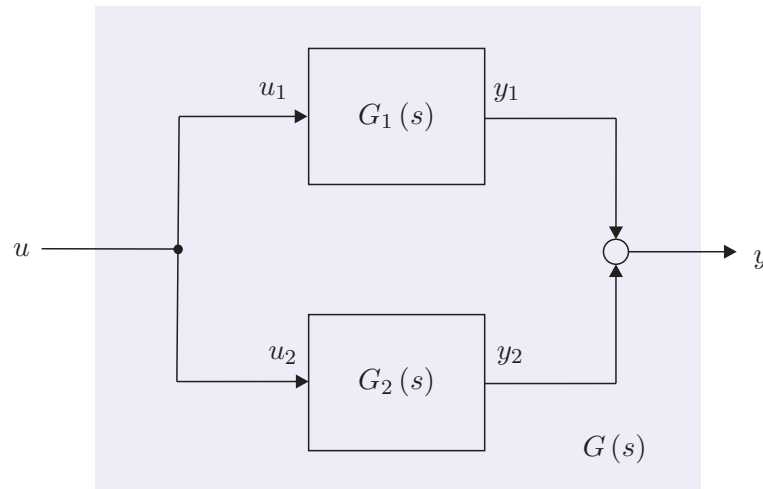 u₁
G₁ (s)
y₁
u
y
u₂
G₂ (s)
y₂
G (s)